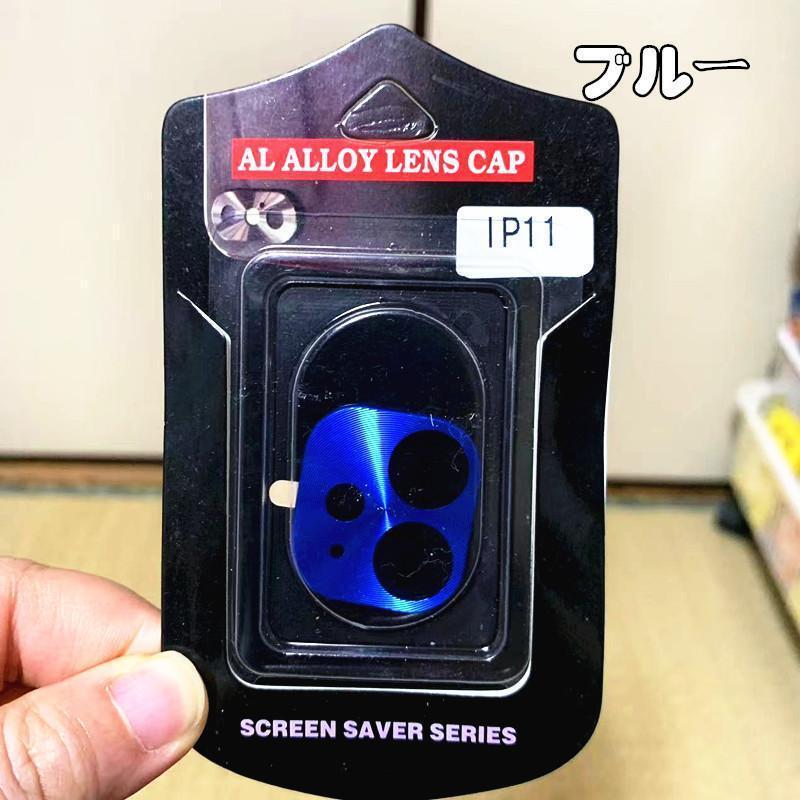 ブルー
AL ALLOY LENS CAP
IP11
SCREEN SAVER SERIES